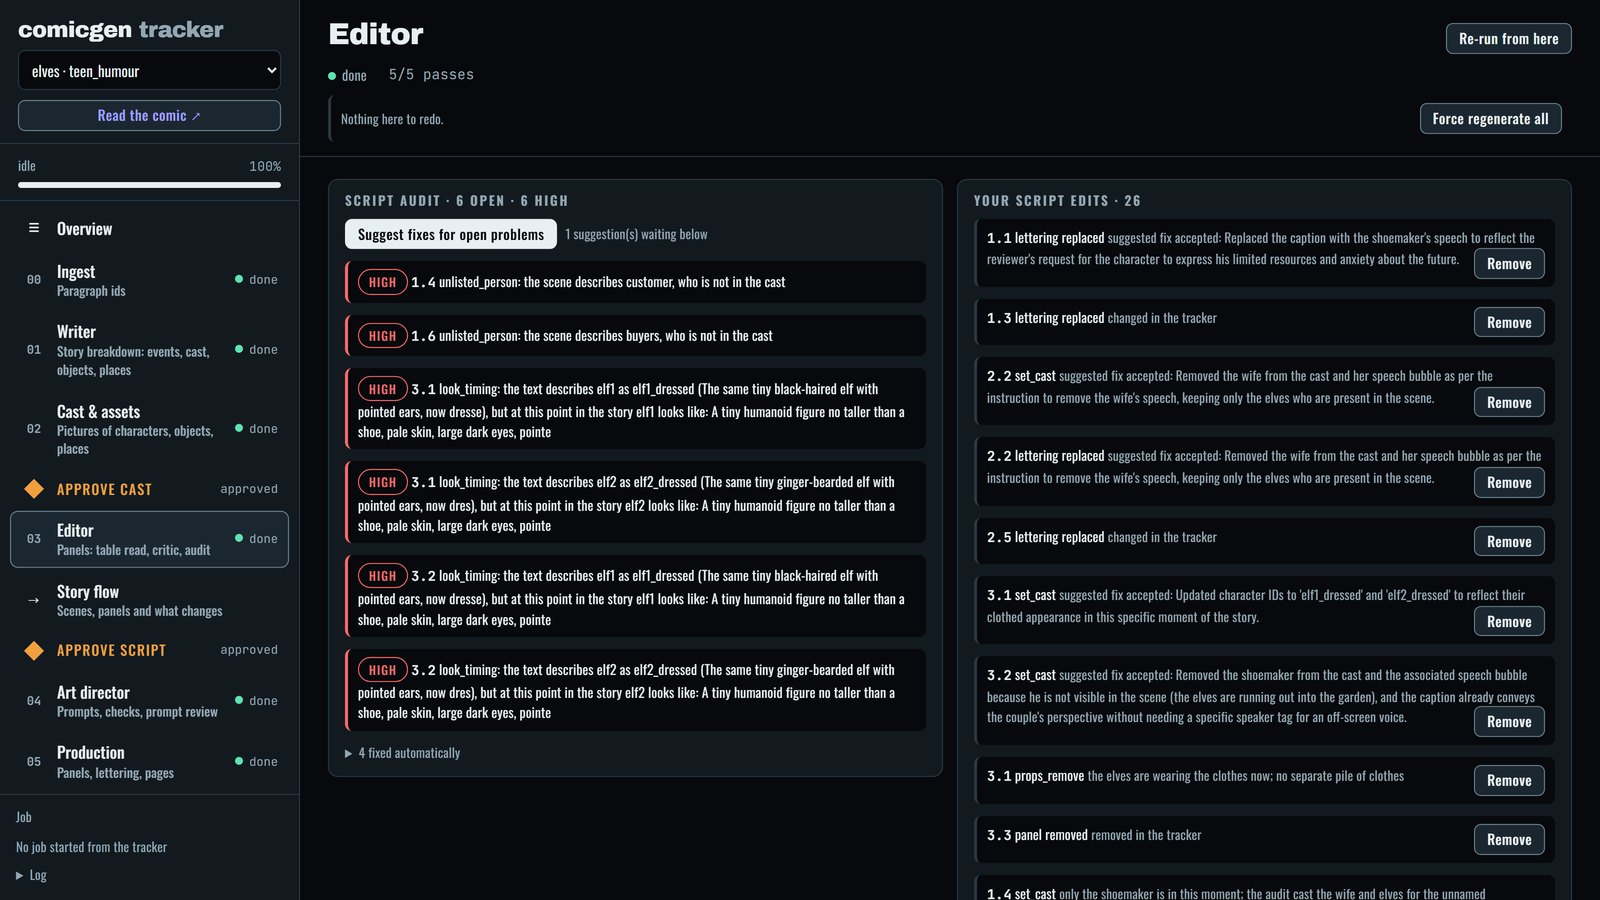 comicgen tracker
elves · teen_humour
Read the comic ↗
idle 100%
☰ Overview
00 Ingest
Paragraph ids
done
01 Writer
Story breakdown: events, cast,
objects, places
done
02 Cast & assets
Pictures of characters, objects,
places
done
APPROVE CAST approved
03 Editor
Panels: table read, critic, audit
done
→ Story flow
Scenes, panels and what changes
APPROVE SCRIPT approved
04 Art director
Prompts, checks, prompt review
done
05 Production
Panels, lettering, pages
done
Job
No job started from the tracker
▶ Log
Editor
Re-run from here
done 5/5 passes
Nothing here to redo.
Force regenerate all
SCRIPT AUDIT · 6 OPEN · 6 HIGH
Suggest fixes for open problems 1 suggestion(s) waiting below
HIGH 1.4 unlisted_person: the scene describes customer, who is not in the cast
HIGH 1.6 unlisted_person: the scene describes buyers, who is not in the cast
HIGH 3.1 look_timing: the text describes elf1 as elf1_dressed (The same tiny black-haired elf with
pointed ears, now dresse), but at this point in the story elf1 looks like: A tiny humanoid figure no taller than a
shoe, pale skin, large dark eyes, pointe
HIGH 3.1 look_timing: the text describes elf2 as elf2_dressed (The same tiny ginger-bearded elf with
pointed ears, now dres), but at this point in the story elf2 looks like: A tiny humanoid figure no taller than a
shoe, pale skin, large dark eyes, pointe
HIGH 3.2 look_timing: the text describes elf1 as elf1_dressed (The same tiny black-haired elf with
pointed ears, now dresse), but at this point in the story elf1 looks like: A tiny humanoid figure no taller than a
shoe, pale skin, large dark eyes, pointe
HIGH 3.2 look_timing: the text describes elf2 as elf2_dressed (The same tiny ginger-bearded elf with
pointed ears, now dres), but at this point in the story elf2 looks like: A tiny humanoid figure no taller than a
shoe, pale skin, large dark eyes, pointe
▶ 4 fixed automatically
YOUR SCRIPT EDITS · 26
1.1 lettering replaced suggested fix accepted: Replaced the caption with the shoemaker's speech to reflect the
reviewer's request for the character to express his limited resources and anxiety about the future.
Remove
1.3 lettering replaced changed in the tracker
Remove
2.2 set_cast suggested fix accepted: Removed the wife from the cast and her speech bubble as per the
instruction to remove the wife's speech, keeping only the elves who are present in the scene.
Remove
2.2 lettering replaced suggested fix accepted: Removed the wife from the cast and her speech bubble as per the
instruction to remove the wife's speech, keeping only the elves who are present in the scene.
Remove
2.5 lettering replaced changed in the tracker
Remove
3.1 set_cast suggested fix accepted: Updated character IDs to 'elf1_dressed' and 'elf2_dressed' to reflect their
clothed appearance in this specific moment of the story.
Remove
3.2 set_cast suggested fix accepted: Removed the shoemaker from the cast and the associated speech bubble
because he is not visible in the scene (the elves are running out into the garden), and the caption already conveys
the couple's perspective without needing a specific speaker tag for an off-screen voice.
Remove
3.1 props_remove the elves are wearing the clothes now; no separate pile of clothes
Remove
3.3 panel removed removed in the tracker
Remove
1.4 set_cast only the shoemaker is in this moment; the audit cast the wife and elves for the unnamed